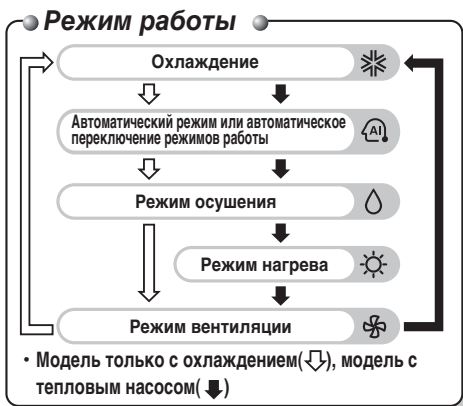 Режим работы
Охлаждение
Автоматический режим или автоматическое
переключение режимов работы
AI
Режим осушения
Режим нагрева
Режим вентиляции
• Модель только с охлаждением(⇩), модель с
тепловым насосом(⬇)